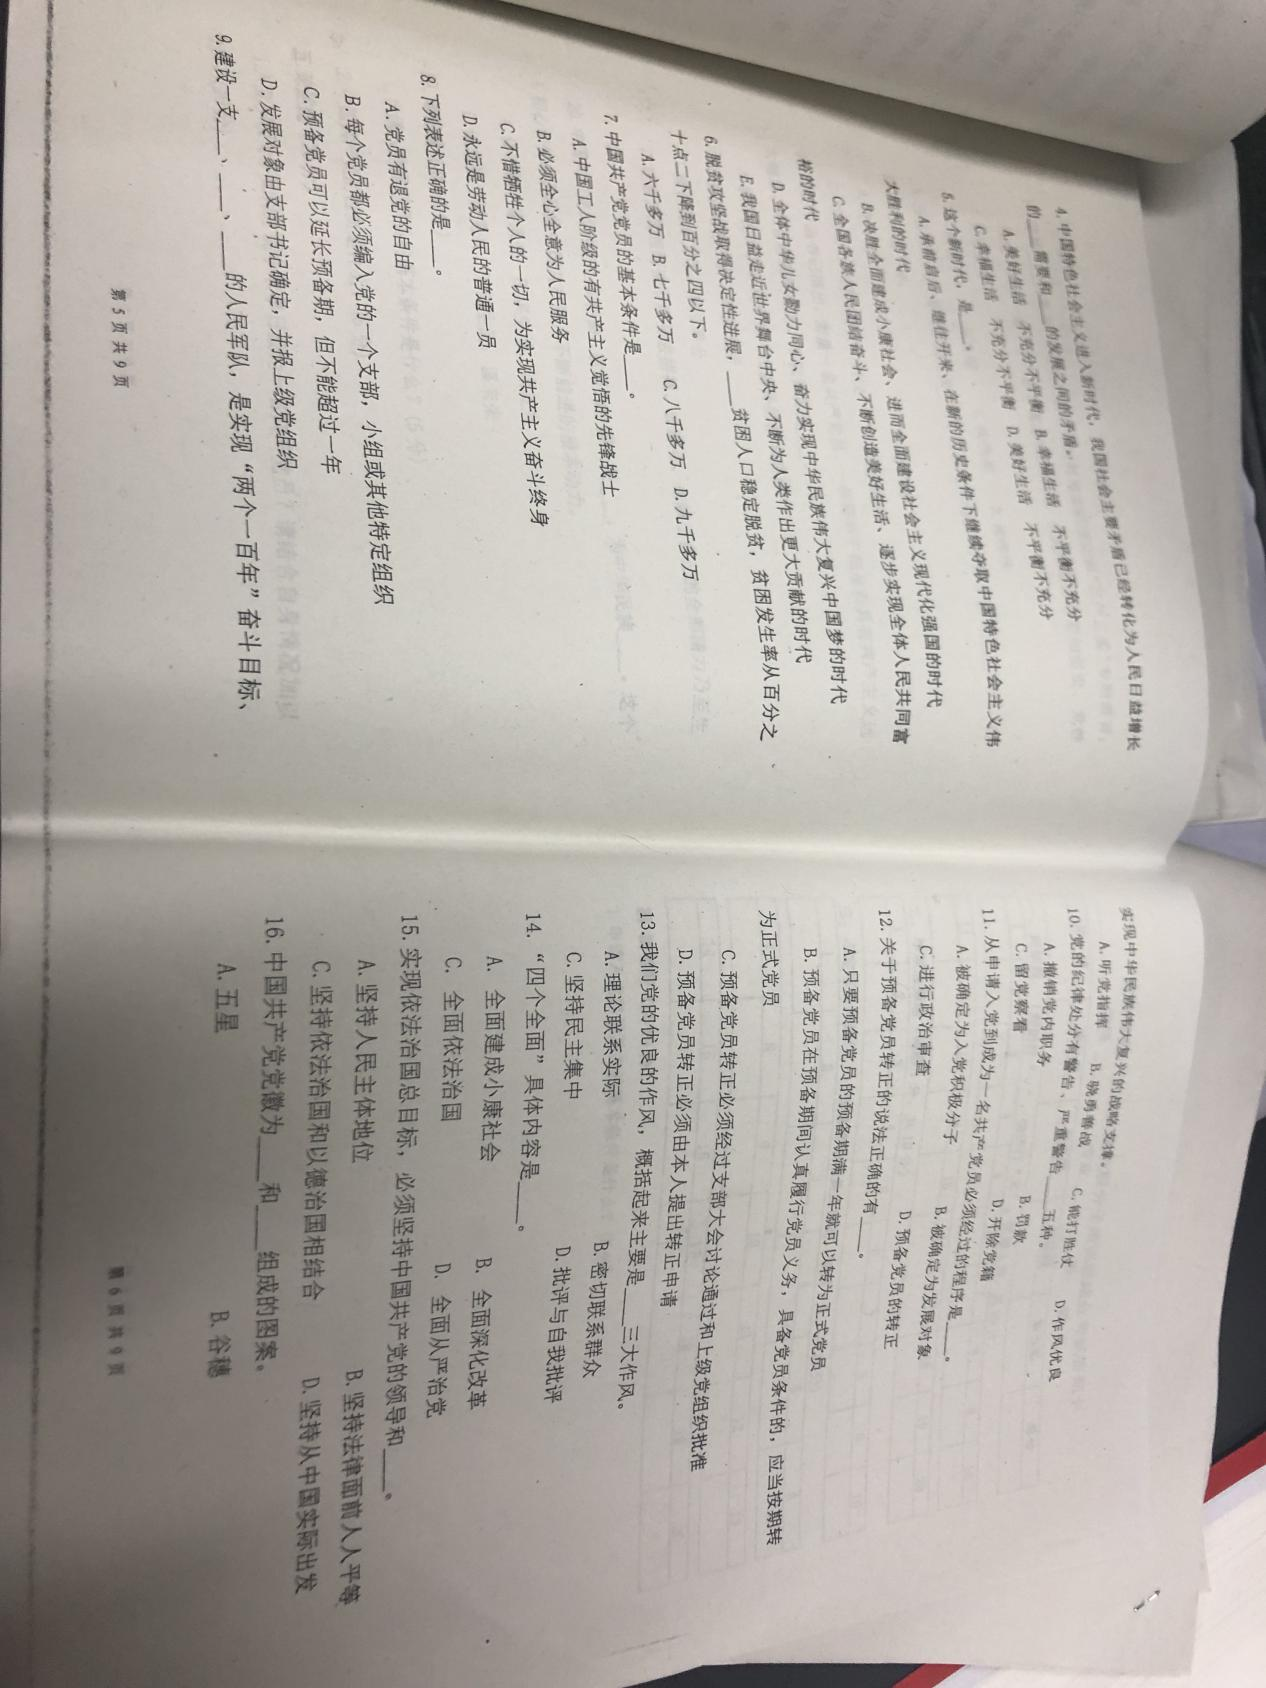 4. 中国特色社会主义进入新时代，我国社会主要矛盾已经转化为人民日益增长
的____需要和____的发展之间的矛盾。
A. 美好生活 不充分不平衡 B. 幸福生活 不平衡不充分
C. 幸福生活 不充分不平衡 D. 美好生活 不平衡不充分
5. 这个新时代，是____。
A. 承前启后、继往开来、在新的历史条件下继续夺取中国特色社会主义伟
大胜利的时代
B. 决胜全面建成小康社会、进而全面建设社会主义现代化强国的时代
C. 全国各族人民团结奋斗、不断创造美好生活、逐步实现全体人民共同富
裕的时代
D. 全体中华儿女勠力同心、奋力实现中华民族伟大复兴中国梦的时代
E. 我国日益走近世界舞台中央、不断为人类作出更大贡献的时代
6. 脱贫攻坚战取得决定性进展，____贫困人口稳定脱贫，贫困发生率从百分之
十点二下降到百分之四以下。
A. 六千多万 B. 七千多万 C. 八千多万 D. 九千多万
7. 中国共产党党员的基本条件是____。
A. 中国工人阶级的有共产主义觉悟的先锋战士
B. 必须全心全意为人民服务
C. 不惜牺牲个人的一切，为实现共产主义奋斗终身
D. 永远是劳动人民的普通一员
8. 下列表述正确的是____。
A. 党员有退党的自由
B. 每个党员都必须编入党的一个支部，小组或其他特定组织
C. 预备党员可以延长预备期，但不能超过一年
D. 发展对象由支部书记确定，并报上级党组织
9. 建设一支____、____、____的人民军队，是实现“两个一百年”奋斗目标、
第 5 页 共 9 页
实现中华民族伟大复兴的战略支撑。
A. 听党指挥 B. 骁勇善战 C. 能打胜仗 D. 作风优良
10. 党的纪律处分有警告、严重警告____五种。
A. 撤销党内职务 B. 罚款
C. 留党察看 D. 开除党籍
11. 从申请入党到成为一名共产党员必须经过的程序是____。
A. 被确定为入党积极分子 B. 被确定为发展对象
C. 进行政治审查 D. 预备党员的转正
12. 关于预备党员转正的说法正确的有____。
A. 只要预备党员的预备期满一年就可以转为正式党员
B. 预备党员在预备期间认真履行党员义务，具备党员条件的，应当按期转
为正式党员
C. 预备党员转正必须经过支部大会讨论通过和上级党组织批准
D. 预备党员转正必须由本人提出转正申请
13. 我们党的优良的作风，概括起来主要是____三大作风。
A. 理论联系实际 B. 密切联系群众
C. 坚持民主集中 D. 批评与自我批评
14. “四个全面”具体内容是____。
A. 全面建成小康社会 B. 全面深化改革
C. 全面依法治国 D. 全面从严治党
15. 实现依法治国总目标，必须坚持中国共产党的领导和____。
A. 坚持人民主体地位 B. 坚持法律面前人人平等
C. 坚持依法治国和以德治国相结合 D. 坚持从中国实际出发
16. 中国共产党党徽为____和____组成的图案。
A. 五星 B. 谷穗
第 6 页 共 9 页